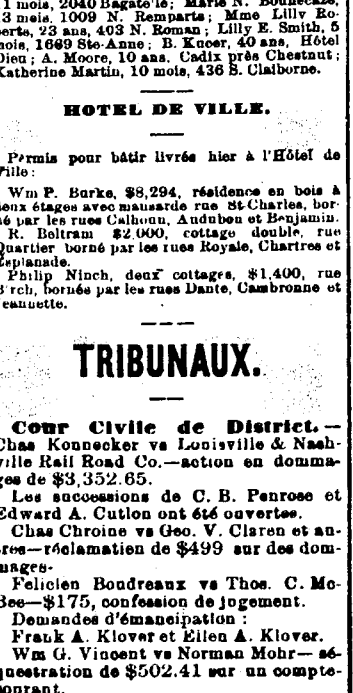 1 mois, 2040 Bagatelle; Marie N.
3 mois, 1009 N. Remparts; Mme Lilly Ro-
berts, 23 ans, 403 N. Roman; Lilly E. Smith, 5
mois, 1689 Ste-Anne; B. Knoer, 40 ans, Hôtel
Dieu; A. Moore, 10 ans. Cadix près Chestnut;
Katherine Martin, 10 mois, 436 S. Claiborne.
HOTEL DE VILLE.
Permis pour bâtir livrés hier à l'Hôtel de
Ville:
Wm P. Burke, $8,294, résidence en bois à
deux étages avec mansarde rue St-Charles, bor-
né par les rues Calhoun, Audubon et Benjamin.
R. Beltram $2,000, cottage double, rue
Quartier borné par les rues Royale, Chartres et
Esplanade.
Philip Ninch, deux cottages, $1,400, rue
Birch, bornée par les rues Dante, Cambronne et
Jeannette.
TRIBUNAUX.
Cour Civile de District.—
Chas Konnecker vs Louisville & Nash-
ville Rail Road Co.—action en domma-
ges de $3,352.65.
Les successions de C. B. Penrose et
Edward A. Cutlon ont été ouvertes.
Chas Chroine vs Geo. V. Claren et au-
tres—réclamation de $499 sur des dom-
mages.
Felicien Boudreaux vs Thos. C. Mc-
Bee—$175, confession de jugement.
Demandes d'émancipation:
Frank A. Klover et Ellen A. Klover.
Wm G. Vincent vs Norman Mohr—sé-
questration de $502.41 sur un compte-
courant.